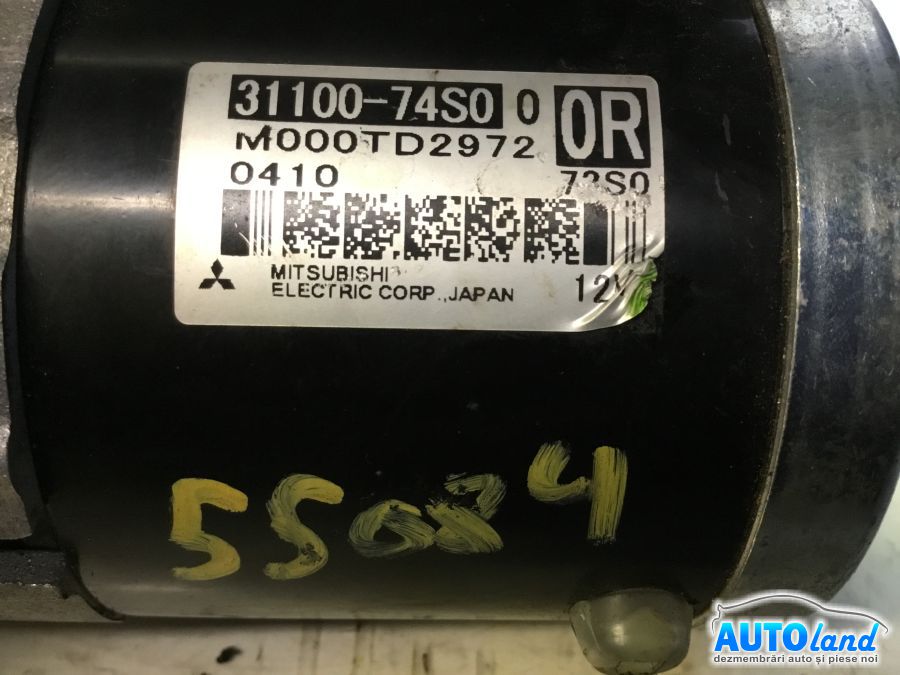 31100-74S0 0 0R
M000TD2972
0410 72S0
MITSUBISHI
ELECTRIC CORP.,JAPAN 12V
55084
AUTOland
dezmembrări auto și piese noi